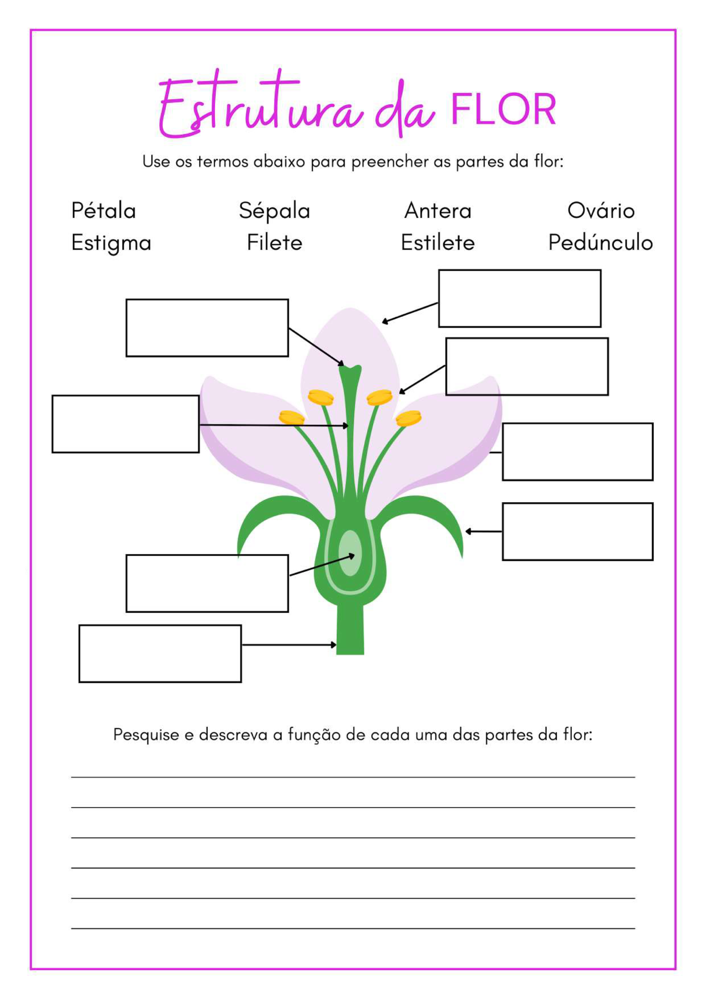 Estrutura da FLOR
Use os termos abaixo para preencher as partes da flor:
Pétala Sépala Antera Ovário
Estigma Filete Estilete Pedúnculo
Pesquise e descreva a função de cada uma das partes da flor: